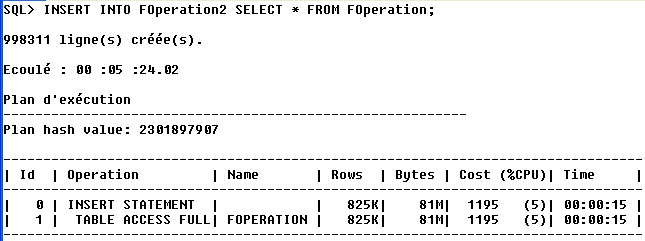 SQL> INSERT INTO FOperation2 SELECT * FROM FOperation;
998311 ligne(s) créée(s).
Ecoulé : 00 :05 :24.02
Plan d'exécution
----------------------------------------------------------
Plan hash value: 2301897907
--------------------------------------------------------------------------------
| Id  | Operation         | Name       | Rows  | Bytes | Cost (%CPU)| Time     |
--------------------------------------------------------------------------------
|   0 | INSERT STATEMENT  |            |   825K|    81M|  1195   (5)| 00:00:15 |
|   1 |  TABLE ACCESS FULL| FOPERATION |   825K|    81M|  1195   (5)| 00:00:15 |
--------------------------------------------------------------------------------